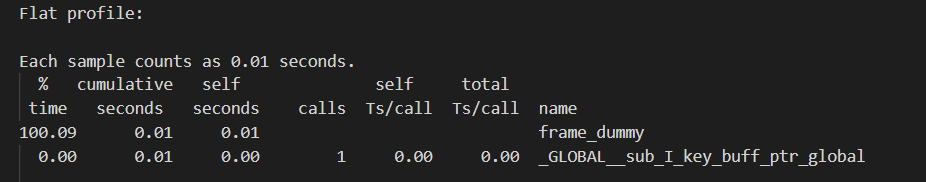 Flat profile:
Each sample counts as 0.01 seconds.
  %   cumulative   self              self     total
 time   seconds   seconds    calls  Ts/call  Ts/call  name
100.09      0.01     0.01                             frame_dummy
  0.00      0.01     0.00        1     0.00     0.00  _GLOBAL__sub_I_key_buff_ptr_global